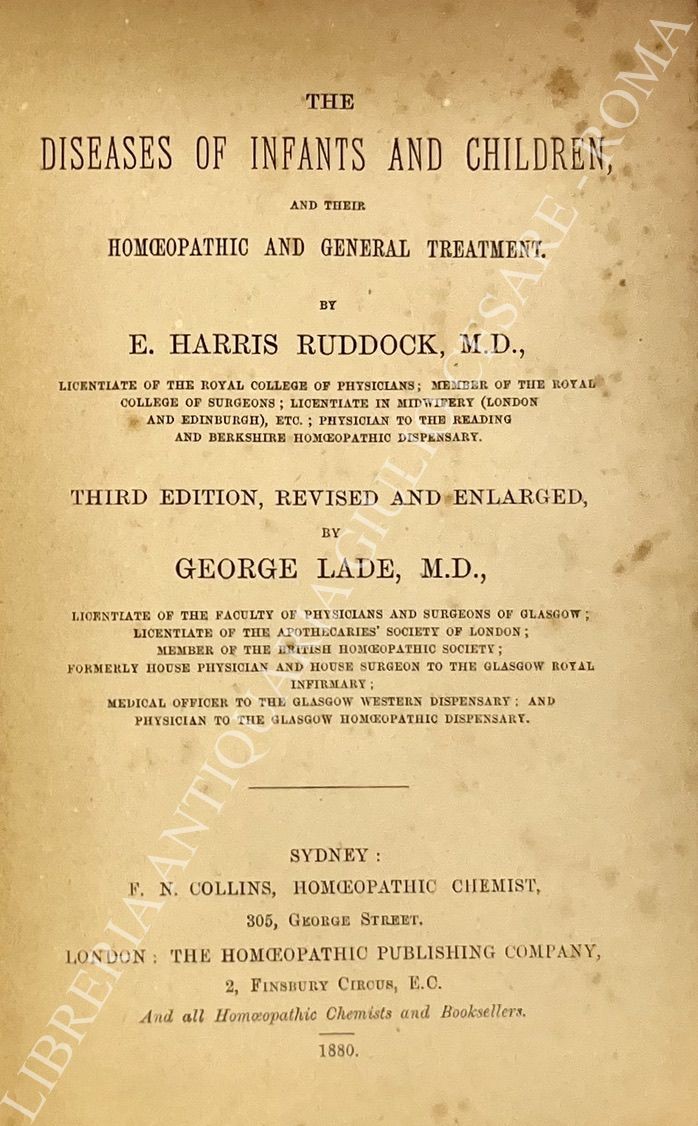 THE
DISEASES OF INFANTS AND CHILDREN,
AND THEIR
HOMŒOPATHIC AND GENERAL TREATMENT.
BY
E. HARRIS RUDDOCK, M.D.,
LICENTIATE OF THE ROYAL COLLEGE OF PHYSICIANS; MEMBER OF THE ROYAL
COLLEGE OF SURGEONS; LICENTIATE IN MIDWIFERY (LONDON
AND EDINBURGH), ETC.; PHYSICIAN TO THE READING
AND BERKSHIRE HOMŒOPATHIC DISPENSARY.
THIRD EDITION, REVISED AND ENLARGED,
BY
GEORGE LADE, M.D.,
LICENTIATE OF THE FACULTY OF PHYSICIANS AND SURGEONS OF GLASGOW;
LICENTIATE OF THE APOTHECARIES' SOCIETY OF LONDON;
MEMBER OF THE BRITISH HOMŒOPATHIC SOCIETY;
FORMERLY HOUSE PHYSICIAN AND HOUSE SURGEON TO THE GLASGOW ROYAL
INFIRMARY;
MEDICAL OFFICER TO THE GLASGOW WESTERN DISPENSARY; AND
PHYSICIAN TO THE GLASGOW HOMŒOPATHIC DISPENSARY.
SYDNEY:
F. N. COLLINS, HOMŒOPATHIC CHEMIST,
305, GEORGE STREET.
LONDON: THE HOMŒOPATHIC PUBLISHING COMPANY,
2, FINSBURY CIRCUS, E.C.
And all Homœopathic Chemists and Booksellers.
1880.
LIBRERIA ANTIQUARIA GIULIO CESARE - ROMA